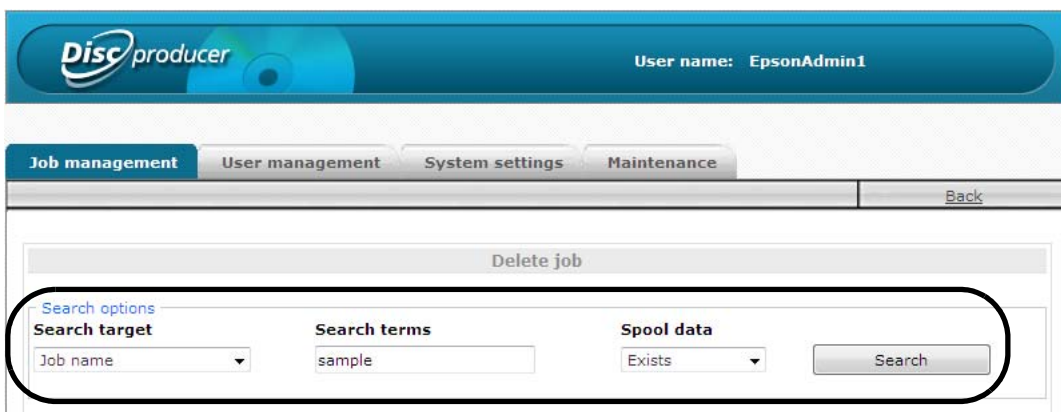 Disc producer
User name: EpsonAdmin1
Job management User management System settings Maintenance
Back
Delete job
Search options
Search target Search terms Spool data
Job name sample Exists Search